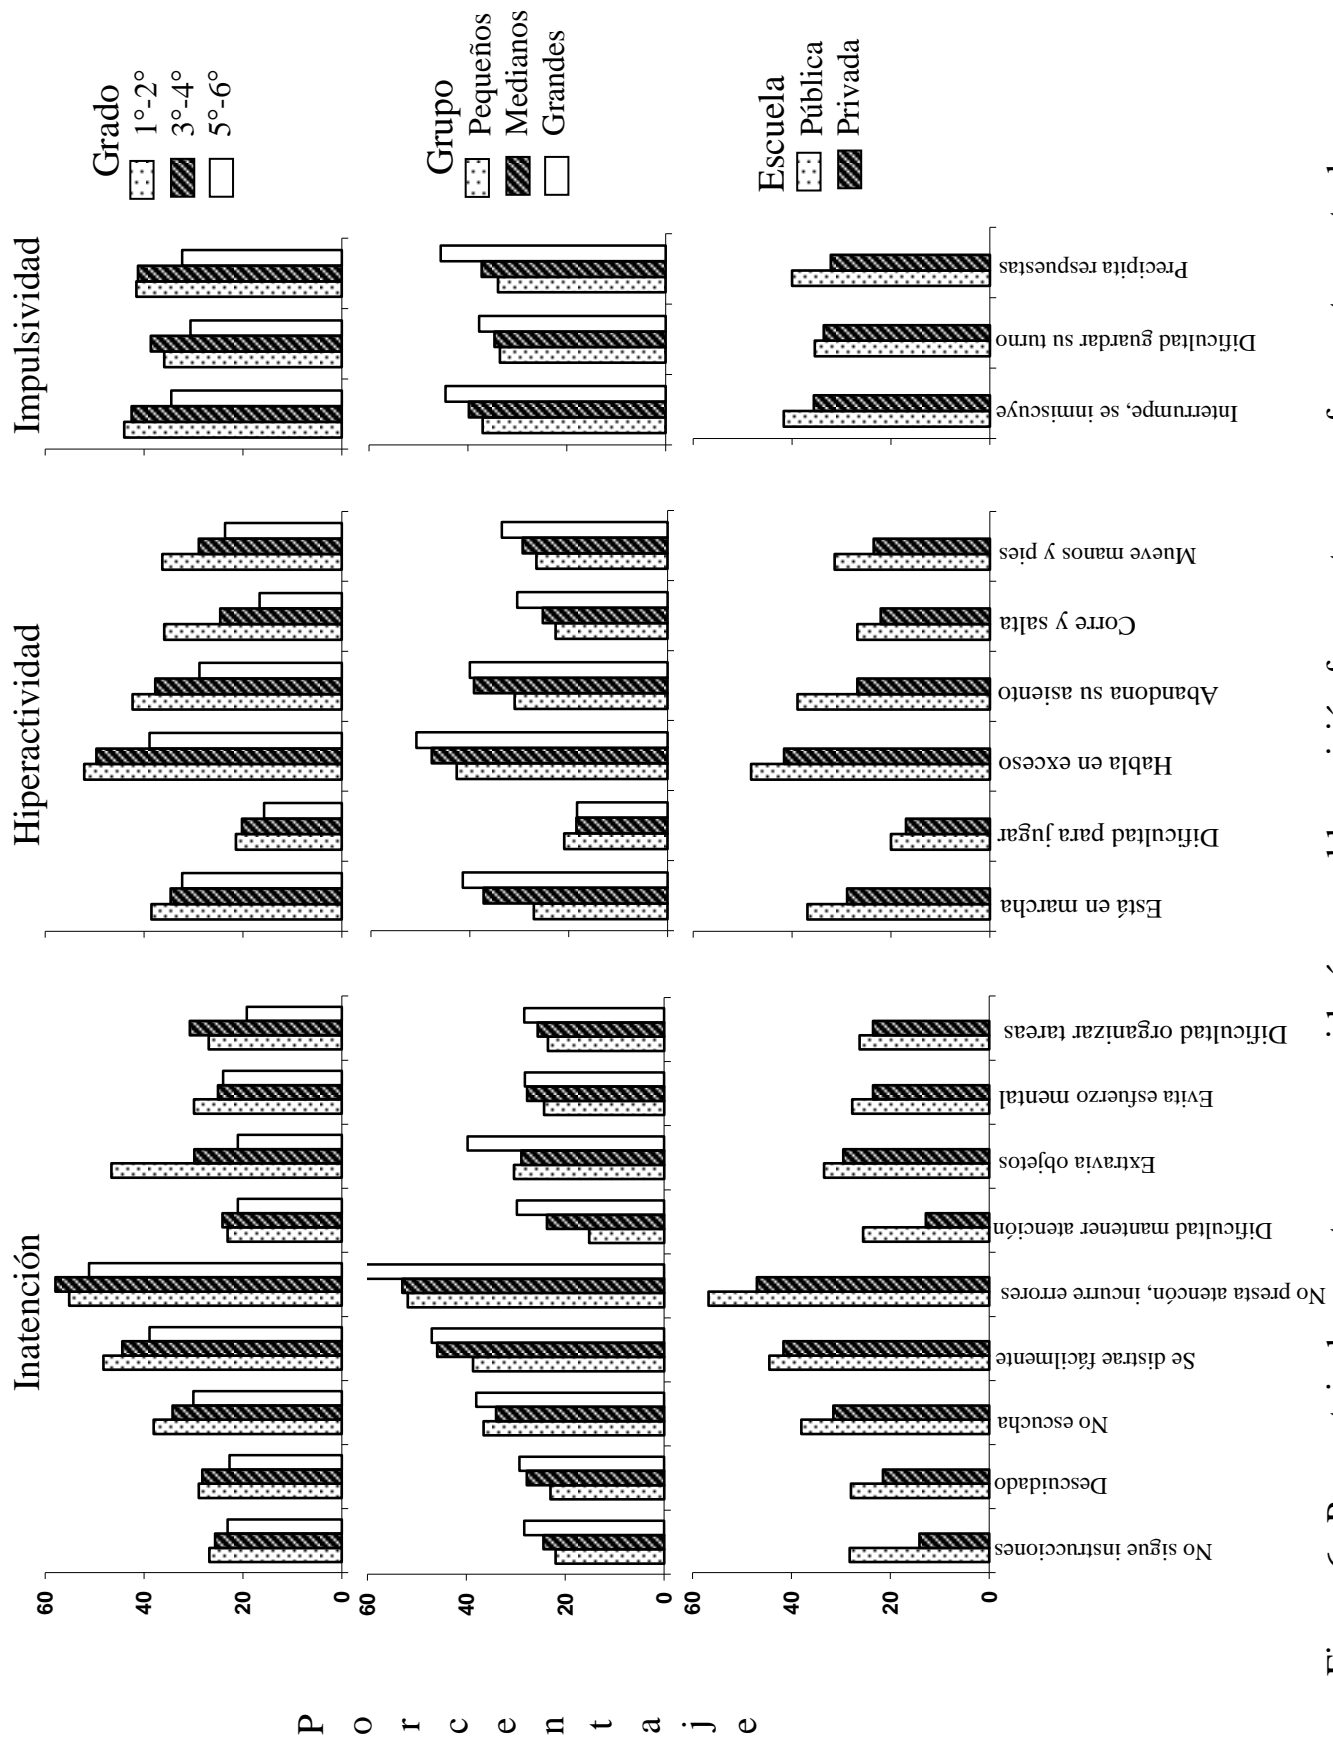 Inatención
Hiperactividad
Impulsividad
Grado
1°-2°
3°-4°
5°-6°
60
40
20
0
Grupo
Pequeños
Medianos
Grandes
60
40
20
0
Escuela
Pública
Privada
60
40
20
0
Porcentaje
No sigue instrucciones
Descuidado
No escucha
Se distrae fácilmente
No presta atencón, incurre errores
Dificultad mantener atención
Extravia objetos
Evita esfuerzo mental
Dificultad organizar tareas
Está en marcha
Dificultad para jugar
Habla en exceso
Abandona su asiento
Corre y salta
Mueve manos y pies
Interrumpe, se inmiscuye
Dificultad guardar su turno
Precipita respuestas